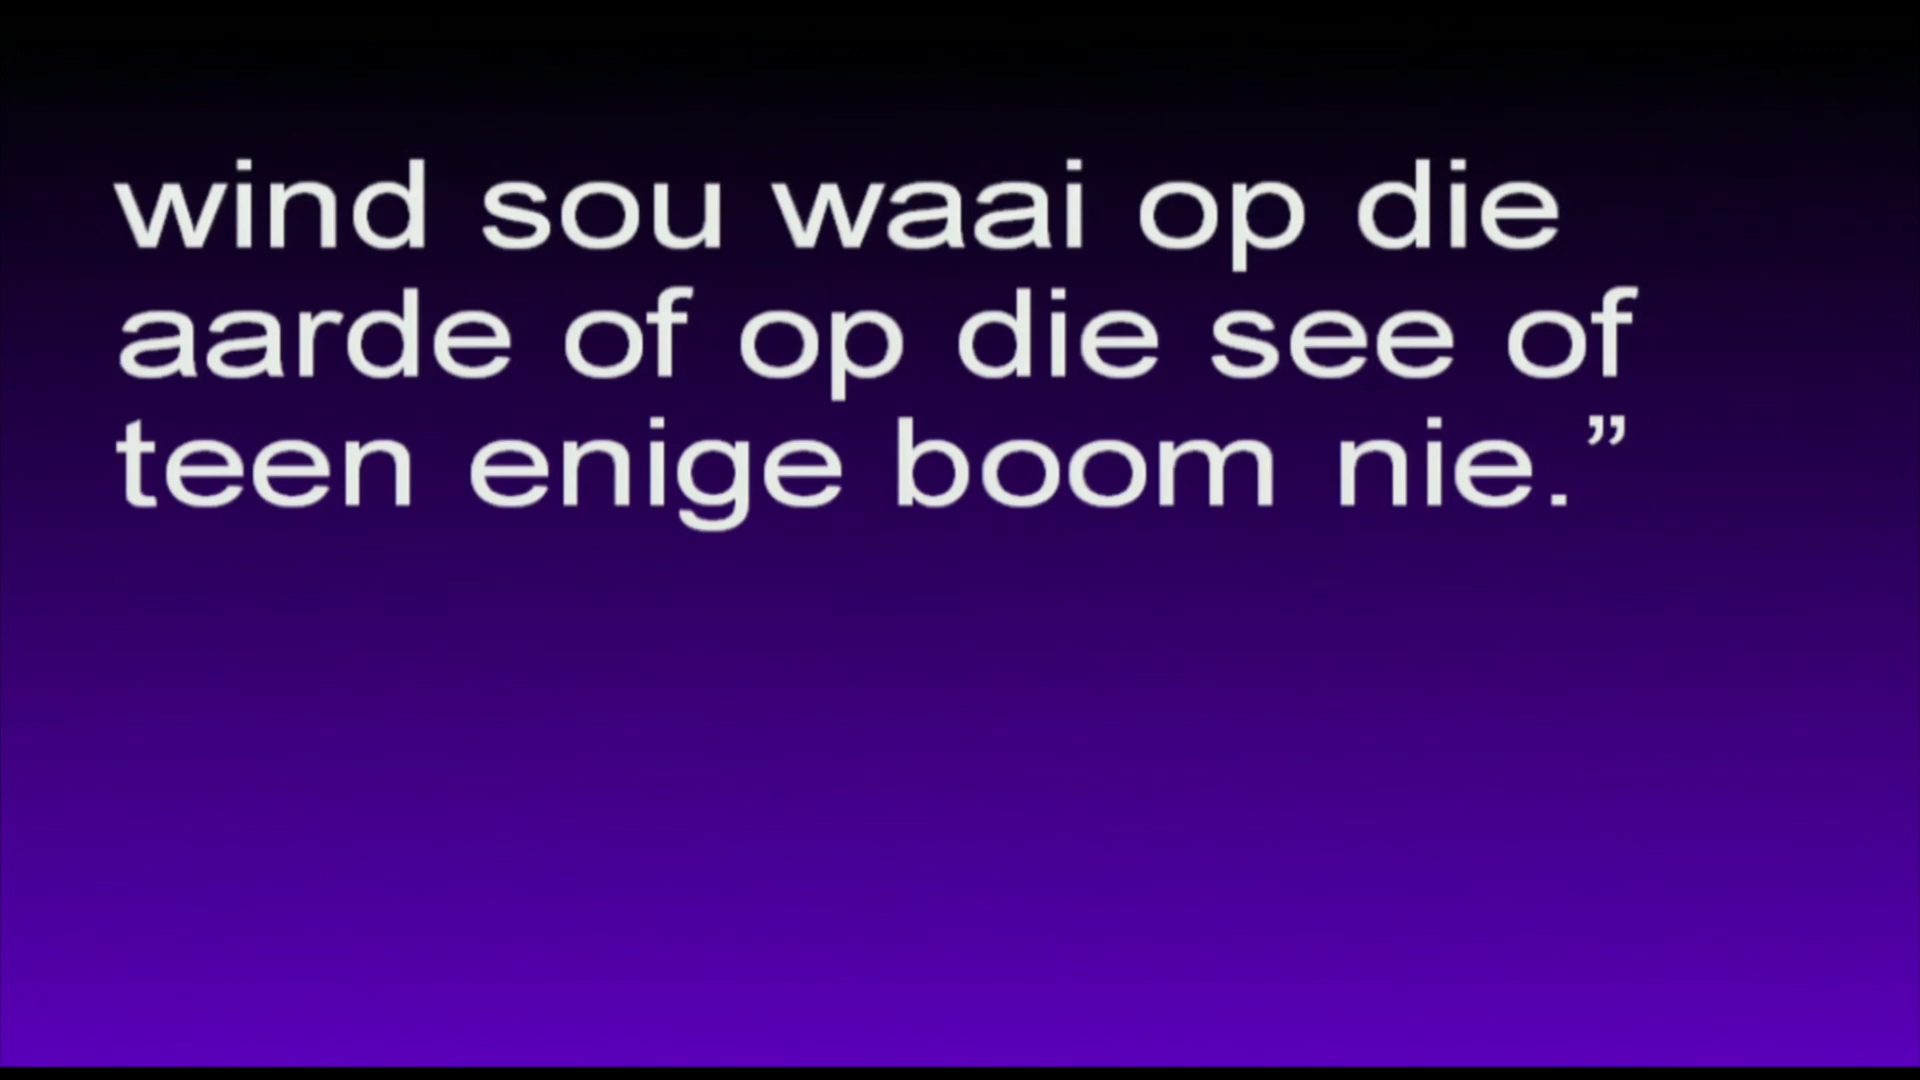 wind sou waai op die
aarde of op die see of
teen enige boom nie.”